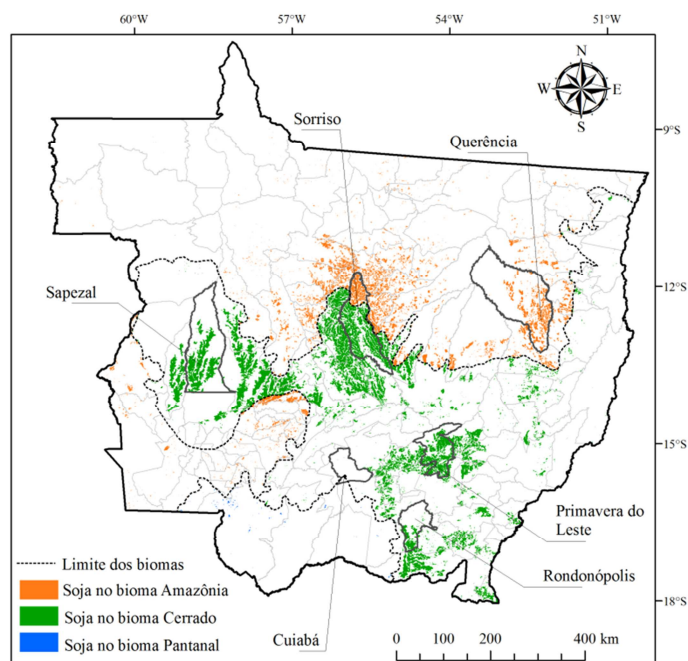 60°W
57°W
54°W
51°W
N
W
E
S
Sorriso
9°S
Querência
Sapezal
12°S
15°S
Primavera do
Leste
Limite dos biomas
Rondonópolis
Soja no bioma Amazônia
18°S
Soja no bioma Cerrado
Soja no bioma Pantanal
Cuiabá
0
100
200
400 km